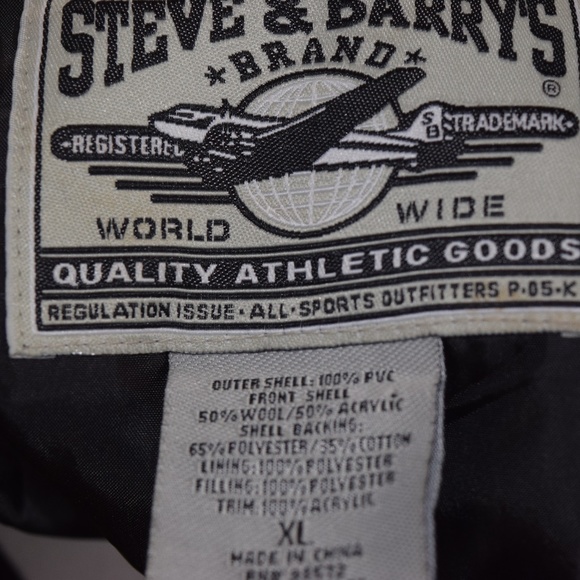 STEVE & BARRY'S
★BRAND★
®
REGISTERED
SB
TRADEMARK
WORLD WIDE
QUALITY ATHLETIC GOODS
REGULATION ISSUE · ALL-SPORTS OUTFITTERS P-05-K
OUTER SHELL: 100% PVC
FRONT SHELL
50% WOOL/50% ACRYLIC
SHELL BACKING:
65% POLYESTER/35% COTTON
LINING: 100% POLYESTER
FILLING: 100% POLYESTER
TRIM: 100% ACRYLIC
XL
MADE IN CHINA